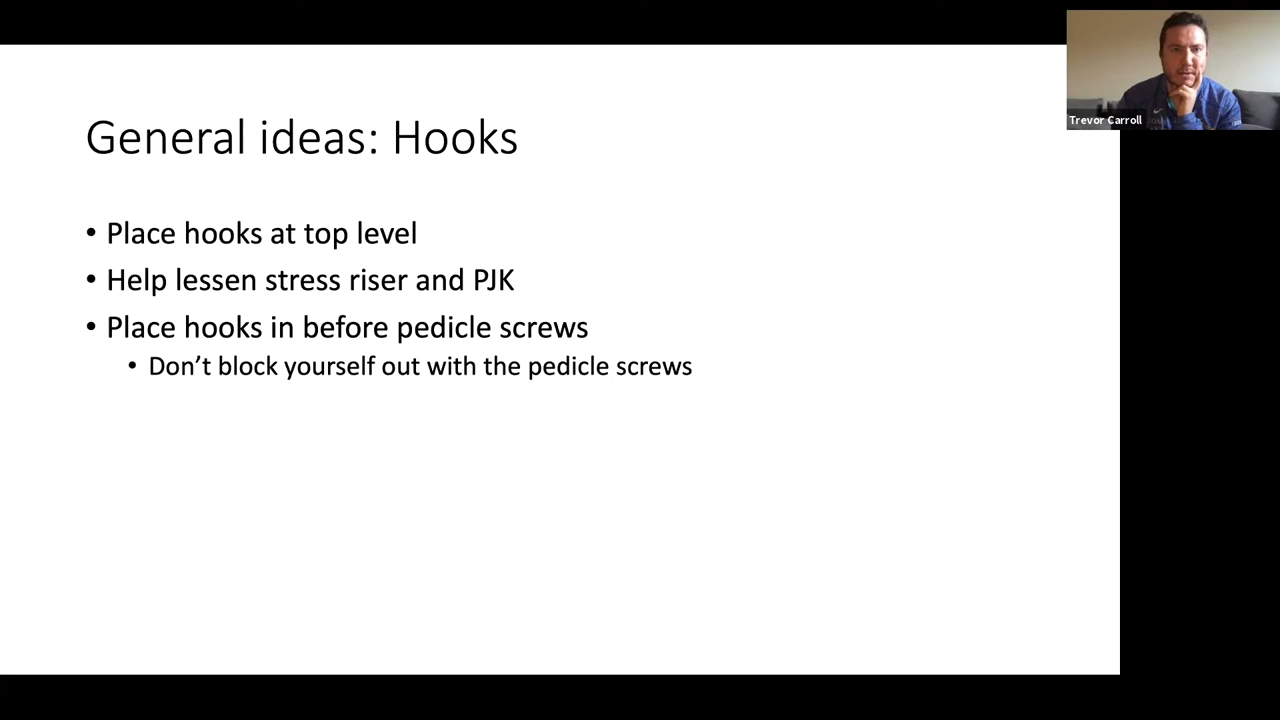 General ideas: Hooks
• Place hooks at top level
• Help lessen stress riser and PJK
• Place hooks in before pedicle screws
• Don’t block yourself out with the pedicle screws
Trevor Carroll